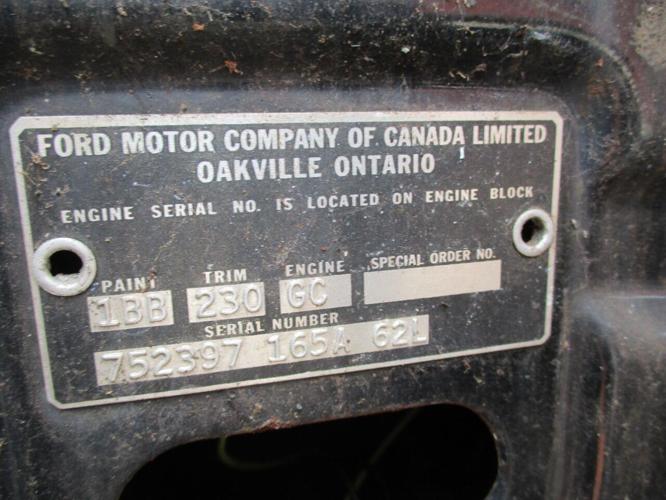 FORD MOTOR COMPANY OF CANADA LIMITED
OAKVILLE ONTARIO
ENGINE SERIAL NO. IS LOCATED ON ENGINE BLOCK
PAINT TRIM ENGINE SPECIAL ORDER NO.
1BB 230 GC
SERIAL NUMBER
752397 165A 62L